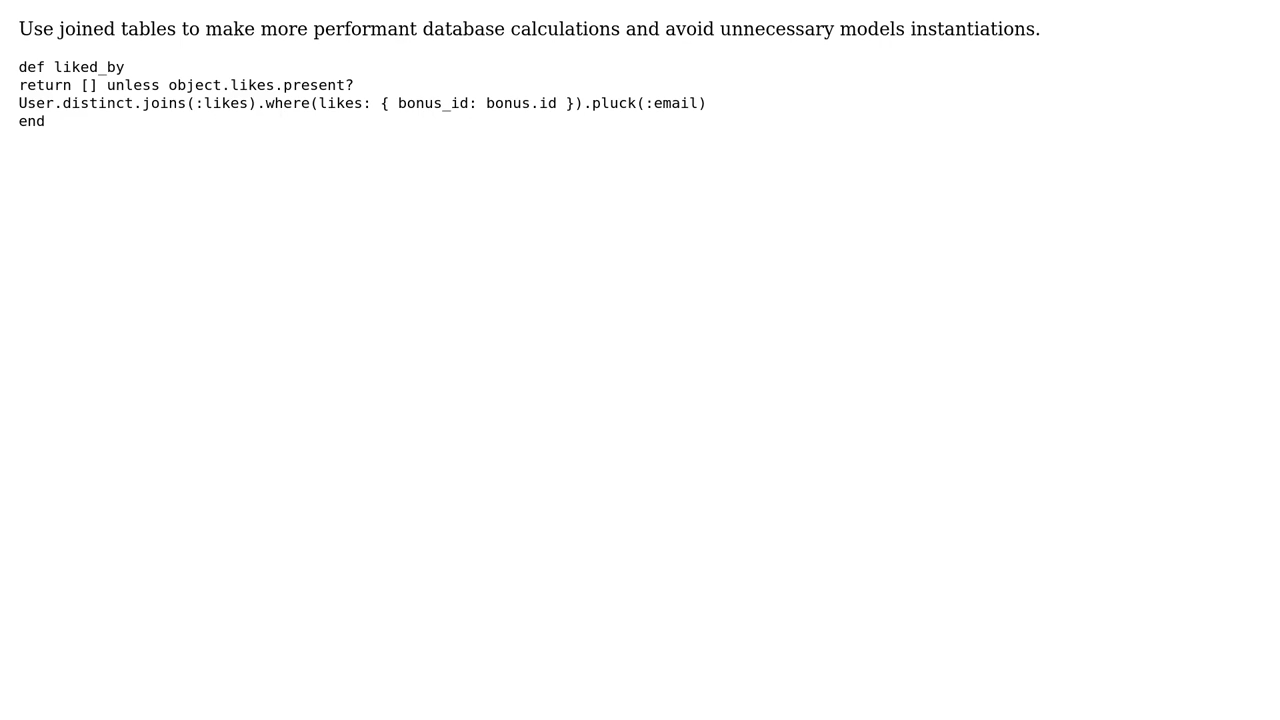 Use joined tables to make more performant database calculations and avoid unnecessary models instantiations.
def liked_by
return [] unless object.likes.present?
User.distinct.joins(:likes).where(likes: { bonus_id: bonus.id }).pluck(:email)
end